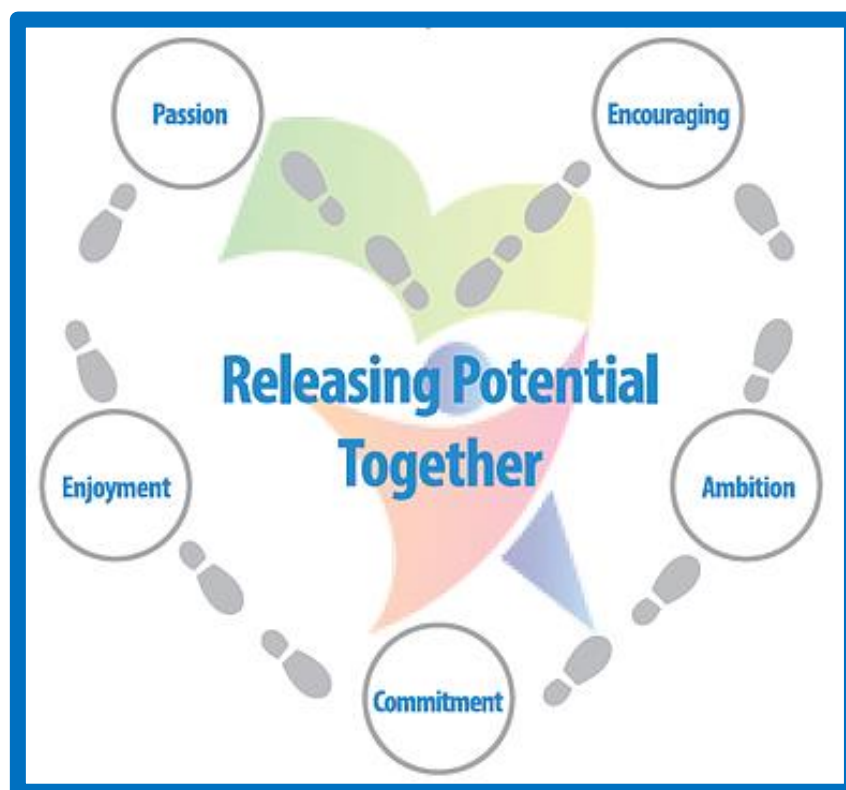 Passion
Encouraging
Releasing Potential
Together
Enjoyment
Ambition
Commitment